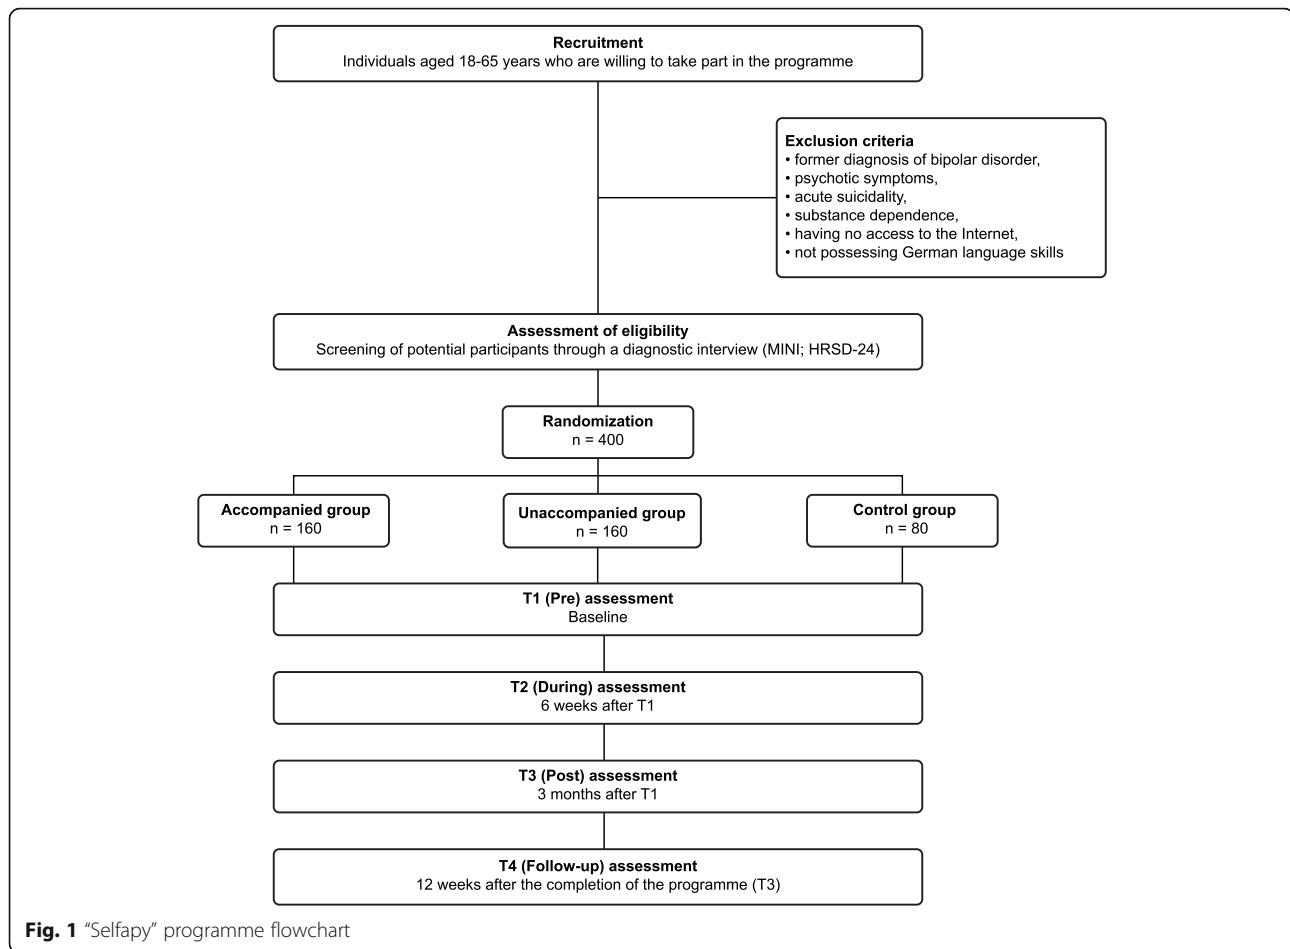 Recruitment
Individuals aged 18-65 years who are willing to take part in the programme
Exclusion criteria
• former diagnosis of bipolar disorder,
• psychotic symptoms,
• acute suicidality,
• substance dependence,
• having no access to the Internet,
• not possessing German language skills
Assessment of eligibility
Screening of potential participants through a diagnostic interview (MINI; HRSD-24)
Randomization
n = 400
Accompanied group
n = 160
Unaccompanied group
n = 160
Control group
n = 80
T1 (Pre) assessment
Baseline
T2 (During) assessment
6 weeks after T1
T3 (Post) assessment
3 months after T1
T4 (Follow-up) assessment
12 weeks after the completion of the programme (T3)
Fig. 1 “Selfapy” programme flowchart